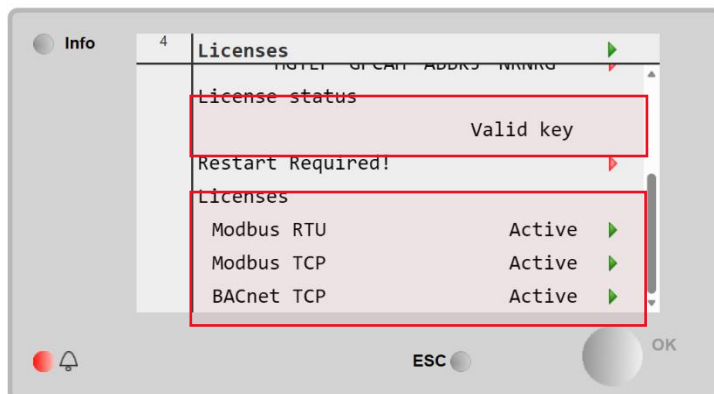 Info
4 Licenses
License status
Valid key
Restart Required!
Licenses
Modbus RTU Active
Modbus TCP Active
BACnet TCP Active
ESC
OK